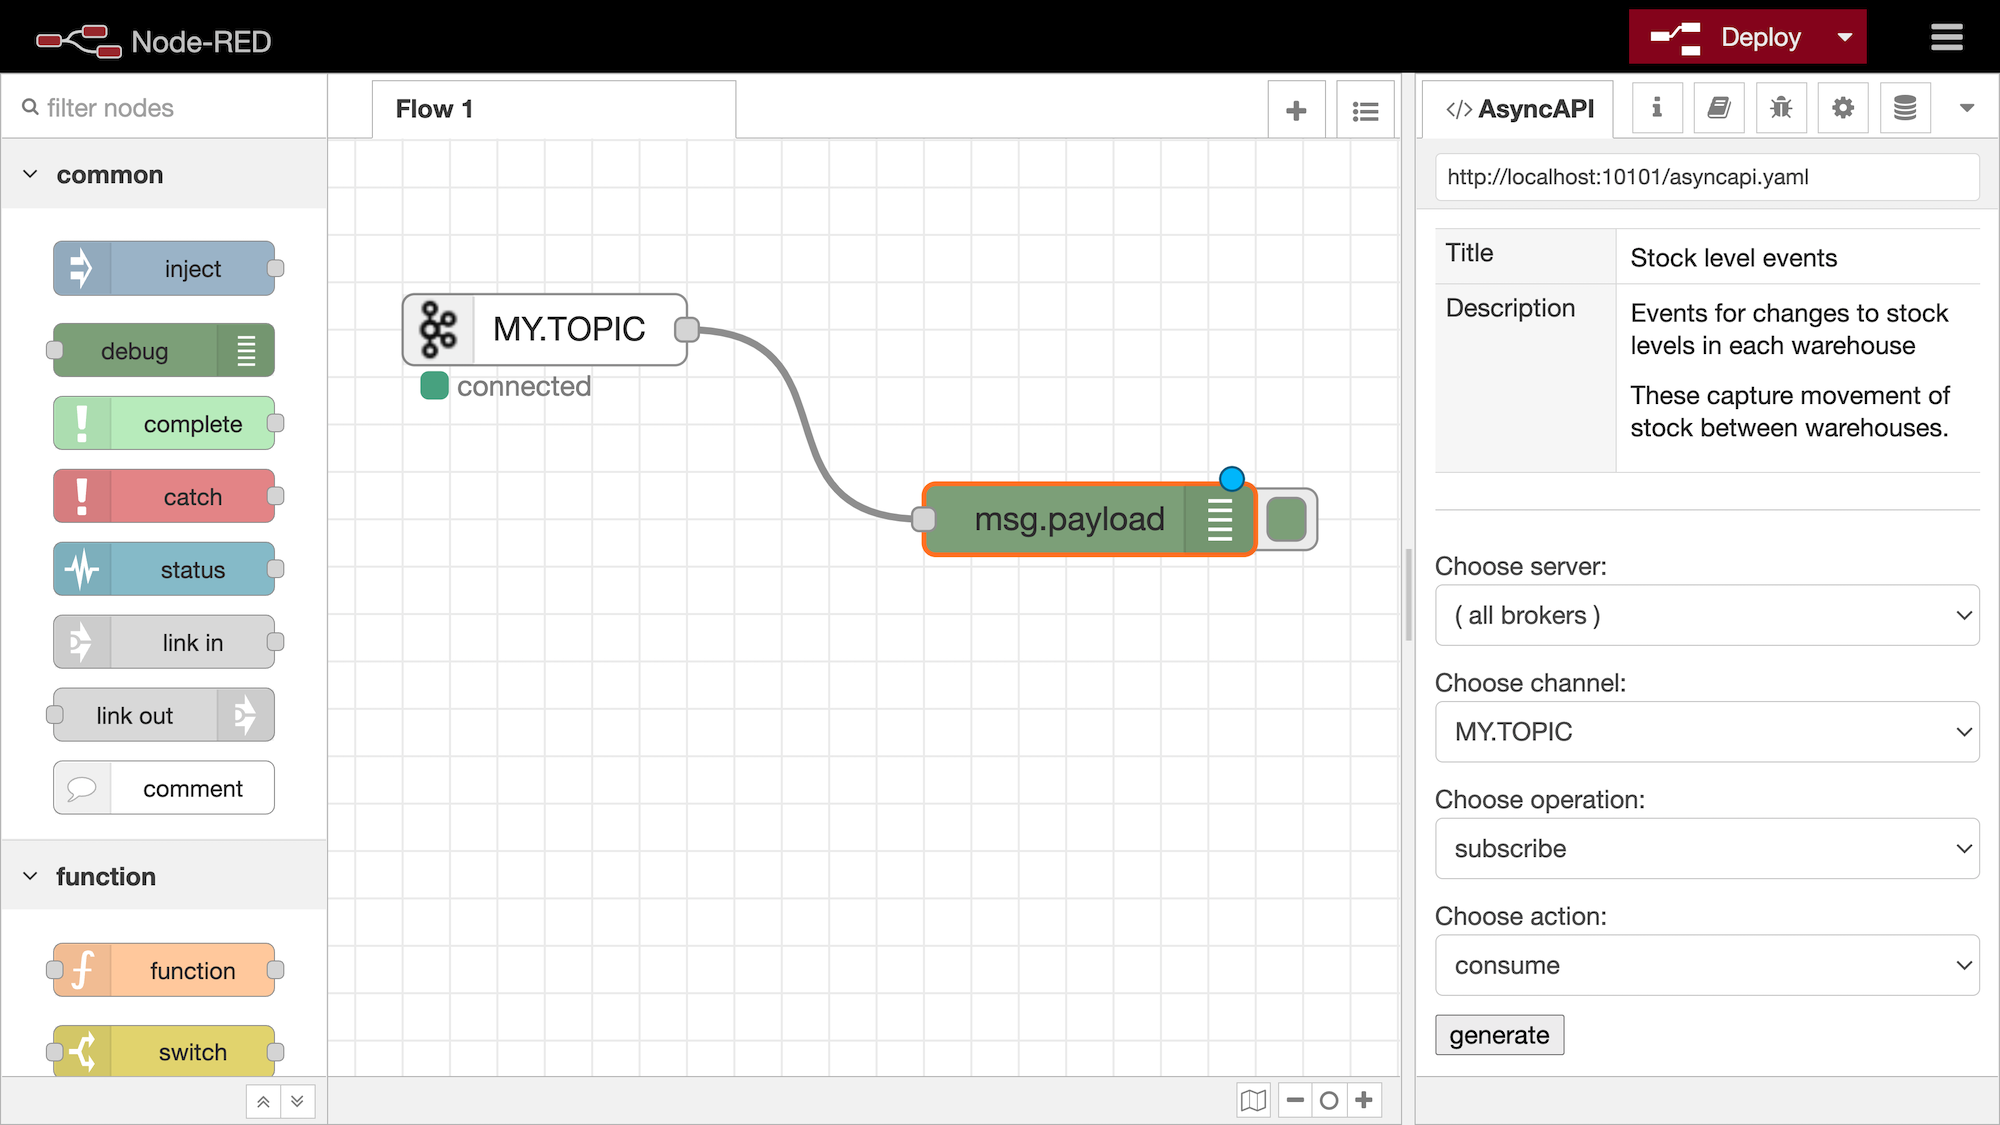 Node-RED
Deploy
filter nodes
common
inject
debug
complete
catch
status
link in
link out
comment
function
function
switch
Flow 1
MY.TOPIC
connected
msg.payload
</> AsyncAPI
http://localhost:10101/asyncapi.yaml
Title
Stock level events
Description
Events for changes to stock
levels in each warehouse
These capture movement of
stock between warehouses.
Choose server:
( all brokers )
Choose channel:
MY.TOPIC
Choose operation:
subscribe
Choose action:
consume
generate